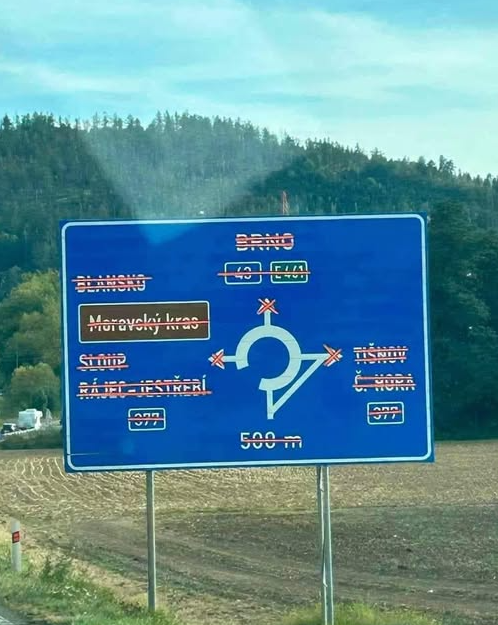 BRNO
43 E461
BLANSKO
Moravský kras
SLOUP
RÁJEC-JESTŘEBÍ
377
TIŠNOV
Č. HORA
377
500 m